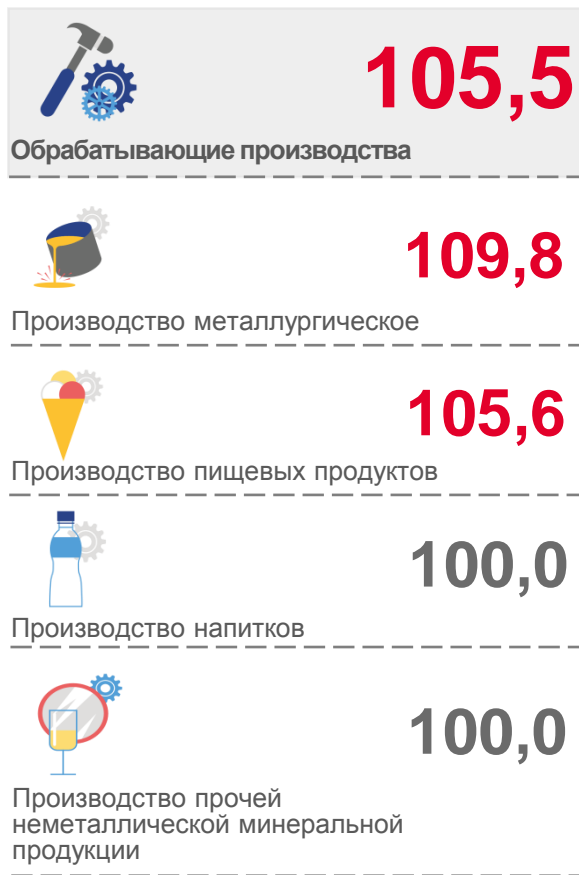 105,5
Обрабатывающие производства
109,8
Производство металлургическое
105,6
Производство пищевых продуктов
100,0
Производство напитков
100,0
Производство прочей
неметаллической минеральной
продукции